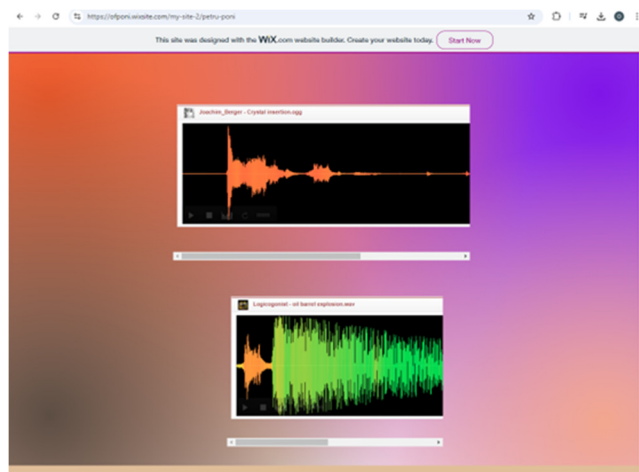 https://ofponi.wixsite.com/my-site-2/petru-poni
This site was designed with the WiX.com website builder. Create your website today. Start Now
Joachim_Berger - Crystal insertion.ogg
Logicogonist - oil barrel explosion.wav